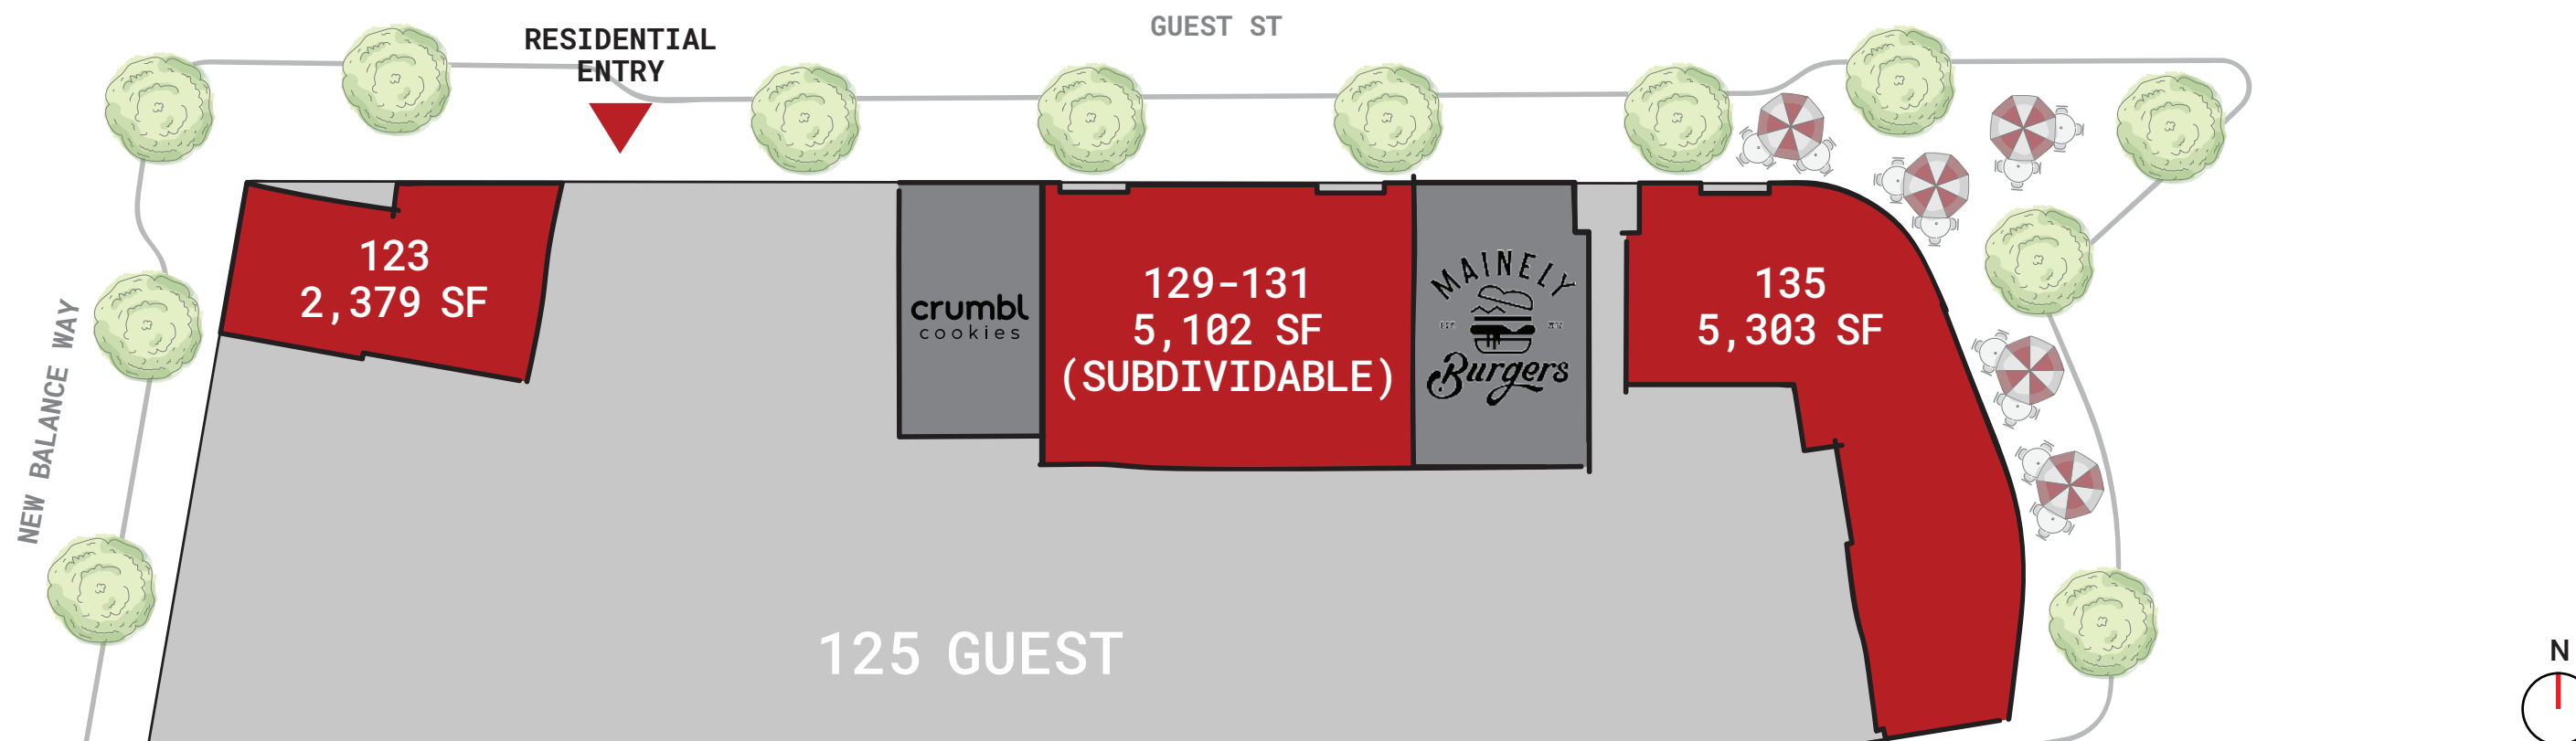 GUEST ST
RESIDENTIAL
ENTRY
NEW BALANCE WAY
123
2,379 SF
crumbl
cookies
129-131
5,102 SF
(SUBDIVIDABLE)
MAINELY
EST.
Burgers
135
5,303 SF
125 GUEST
N